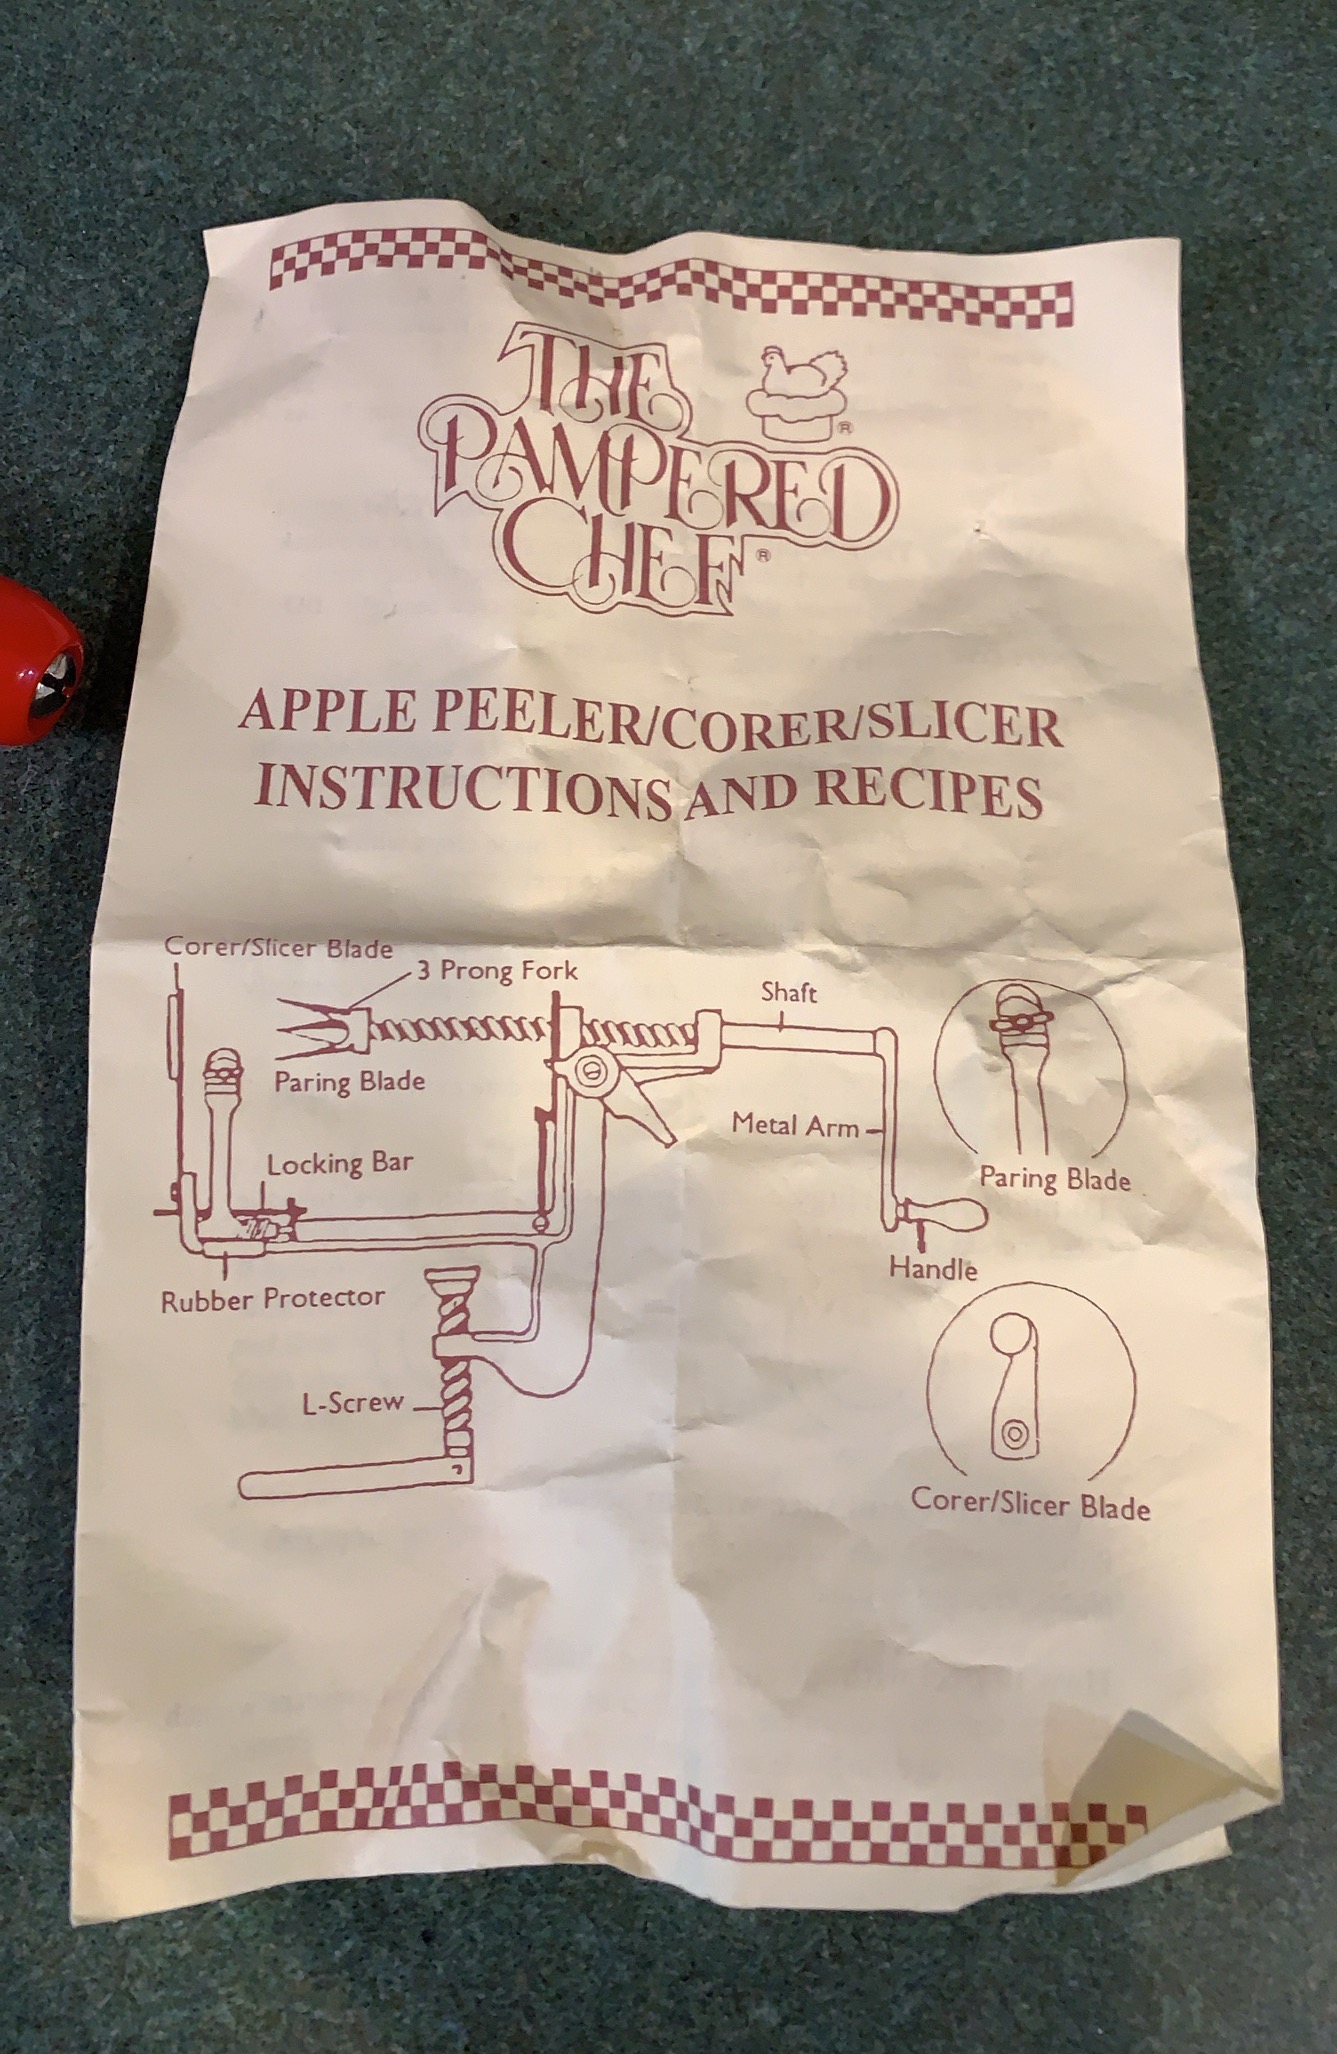 THE
PAMPERED
CHEF®
®
APPLE PEELER/CORER/SLICER
INSTRUCTIONS AND RECIPES
Corer/Slicer Blade
3 Prong Fork
Shaft
Paring Blade
Metal Arm
Locking Bar
Paring Blade
Handle
Rubber Protector
L-Screw
Corer/Slicer Blade